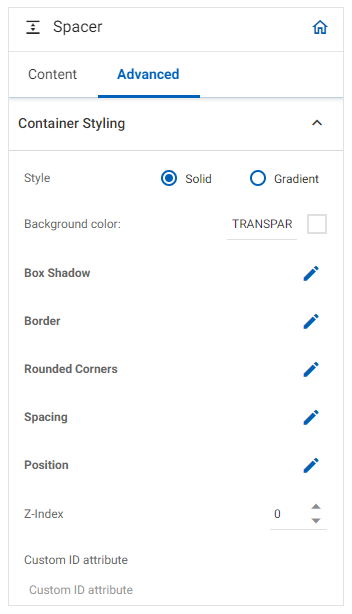 Spacer
Content Advanced
Container Styling
Style Solid Gradient
Background color: TRANSPAR
Box Shadow
Border
Rounded Corners
Spacing
Position
Z-Index 0
Custom ID attribute
Custom ID attribute